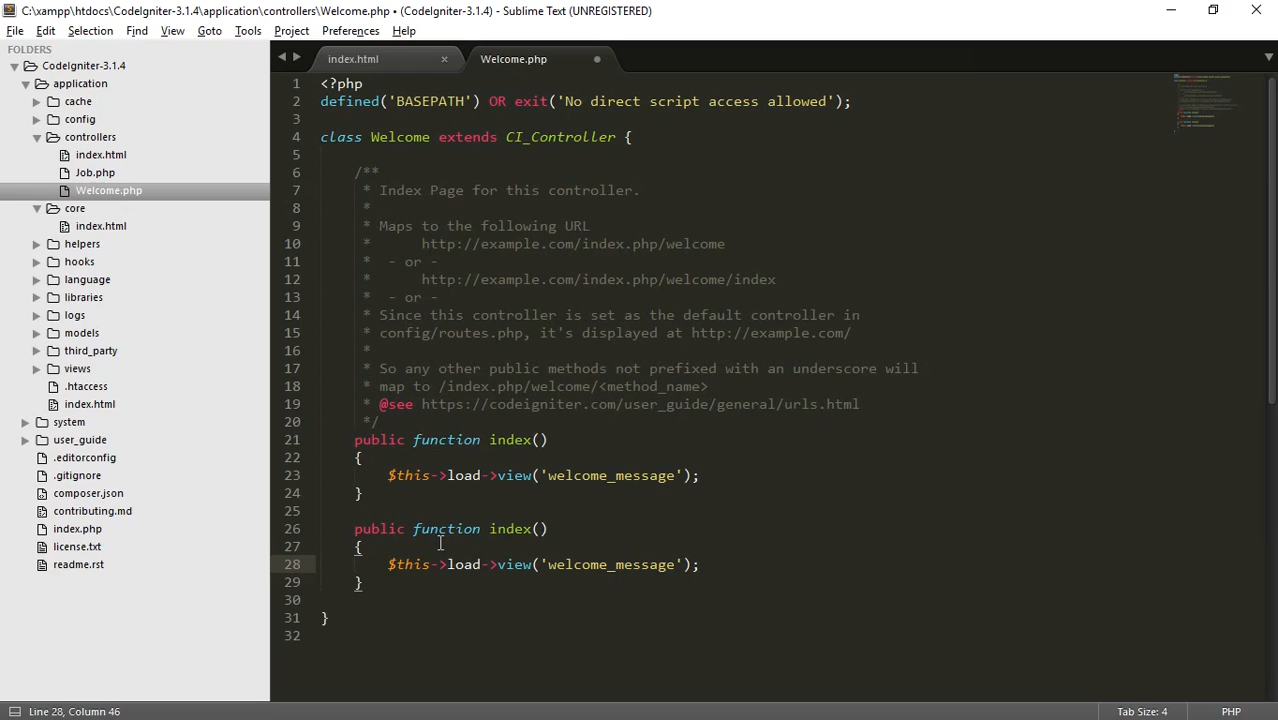 C:\xampp\htdocs\CodeIgniter-3.1.4\application\controllers\Welcome.php • (CodeIgniter-3.1.4) - Sublime Text (UNREGISTERED)
File Edit Selection Find View Goto Tools Project Preferences Help
FOLDERS
CodeIgniter-3.1.4
application
cache
config
controllers
index.html
Job.php
Welcome.php
core
index.html
helpers
hooks
language
libraries
logs
models
third_party
views
.htaccess
index.html
system
user_guide
.editorconfig
.gitignore
composer.json
contributing.md
index.php
license.txt
readme.rst
index.html × Welcome.php
1 <?php
2 defined('BASEPATH') OR exit('No direct script access allowed');
3
4 class Welcome extends CI_Controller {
5
6 /**
7 * Index Page for this controller.
8 *
9 * Maps to the following URL
10 * http://example.com/index.php/welcome
11 * - or -
12 * http://example.com/index.php/welcome/index
13 * - or -
14 * Since this controller is set as the default controller in
15 * config/routes.php, it's displayed at http://example.com/
16 *
17 * So any other public methods not prefixed with an underscore will
18 * map to /index.php/welcome/<method_name>
19 * @see https://codeigniter.com/user_guide/general/urls.html
20 */
21 public function index()
22 {
23 $this->load->view('welcome_message');
24 }
25
26 public function index()
27 {
28 $this->load->view('welcome_message');
29 }
30
31 }
32
Line 28, Column 46 Tab Size: 4 PHP